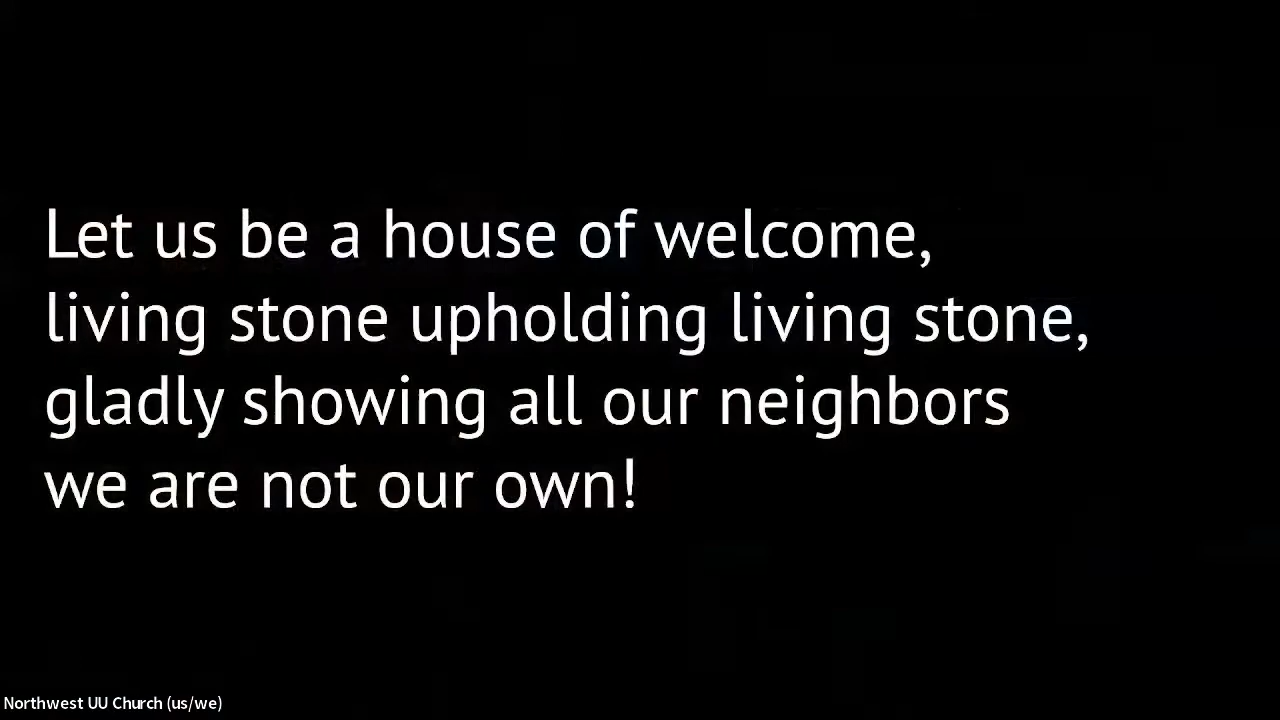 Let us be a house of welcome,
living stone upholding living stone,
gladly showing all our neighbors
we are not our own!
Northwest UU Church (us/we)